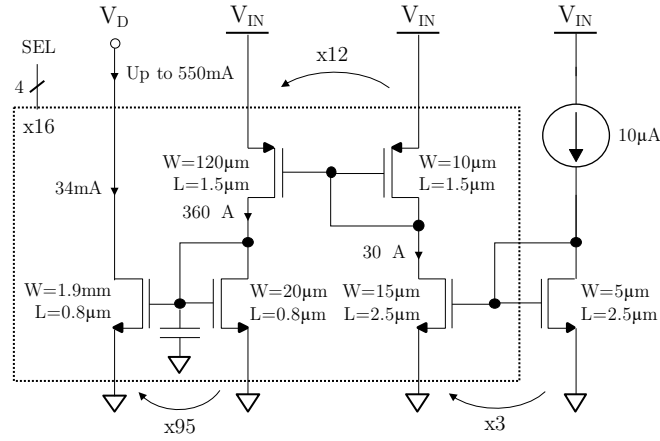 V_D
V_IN
V_IN
V_IN
SEL
4
x16
Up to 550mA
x12
10µA
W=120µm
L=1.5µm
W=10µm
L=1.5µm
34mA
360 A
30 A
W=1.9mm
L=0.8µm
W=20µm
L=0.8µm
W=15µm
L=2.5µm
W=5µm
L=2.5µm
x95
x3